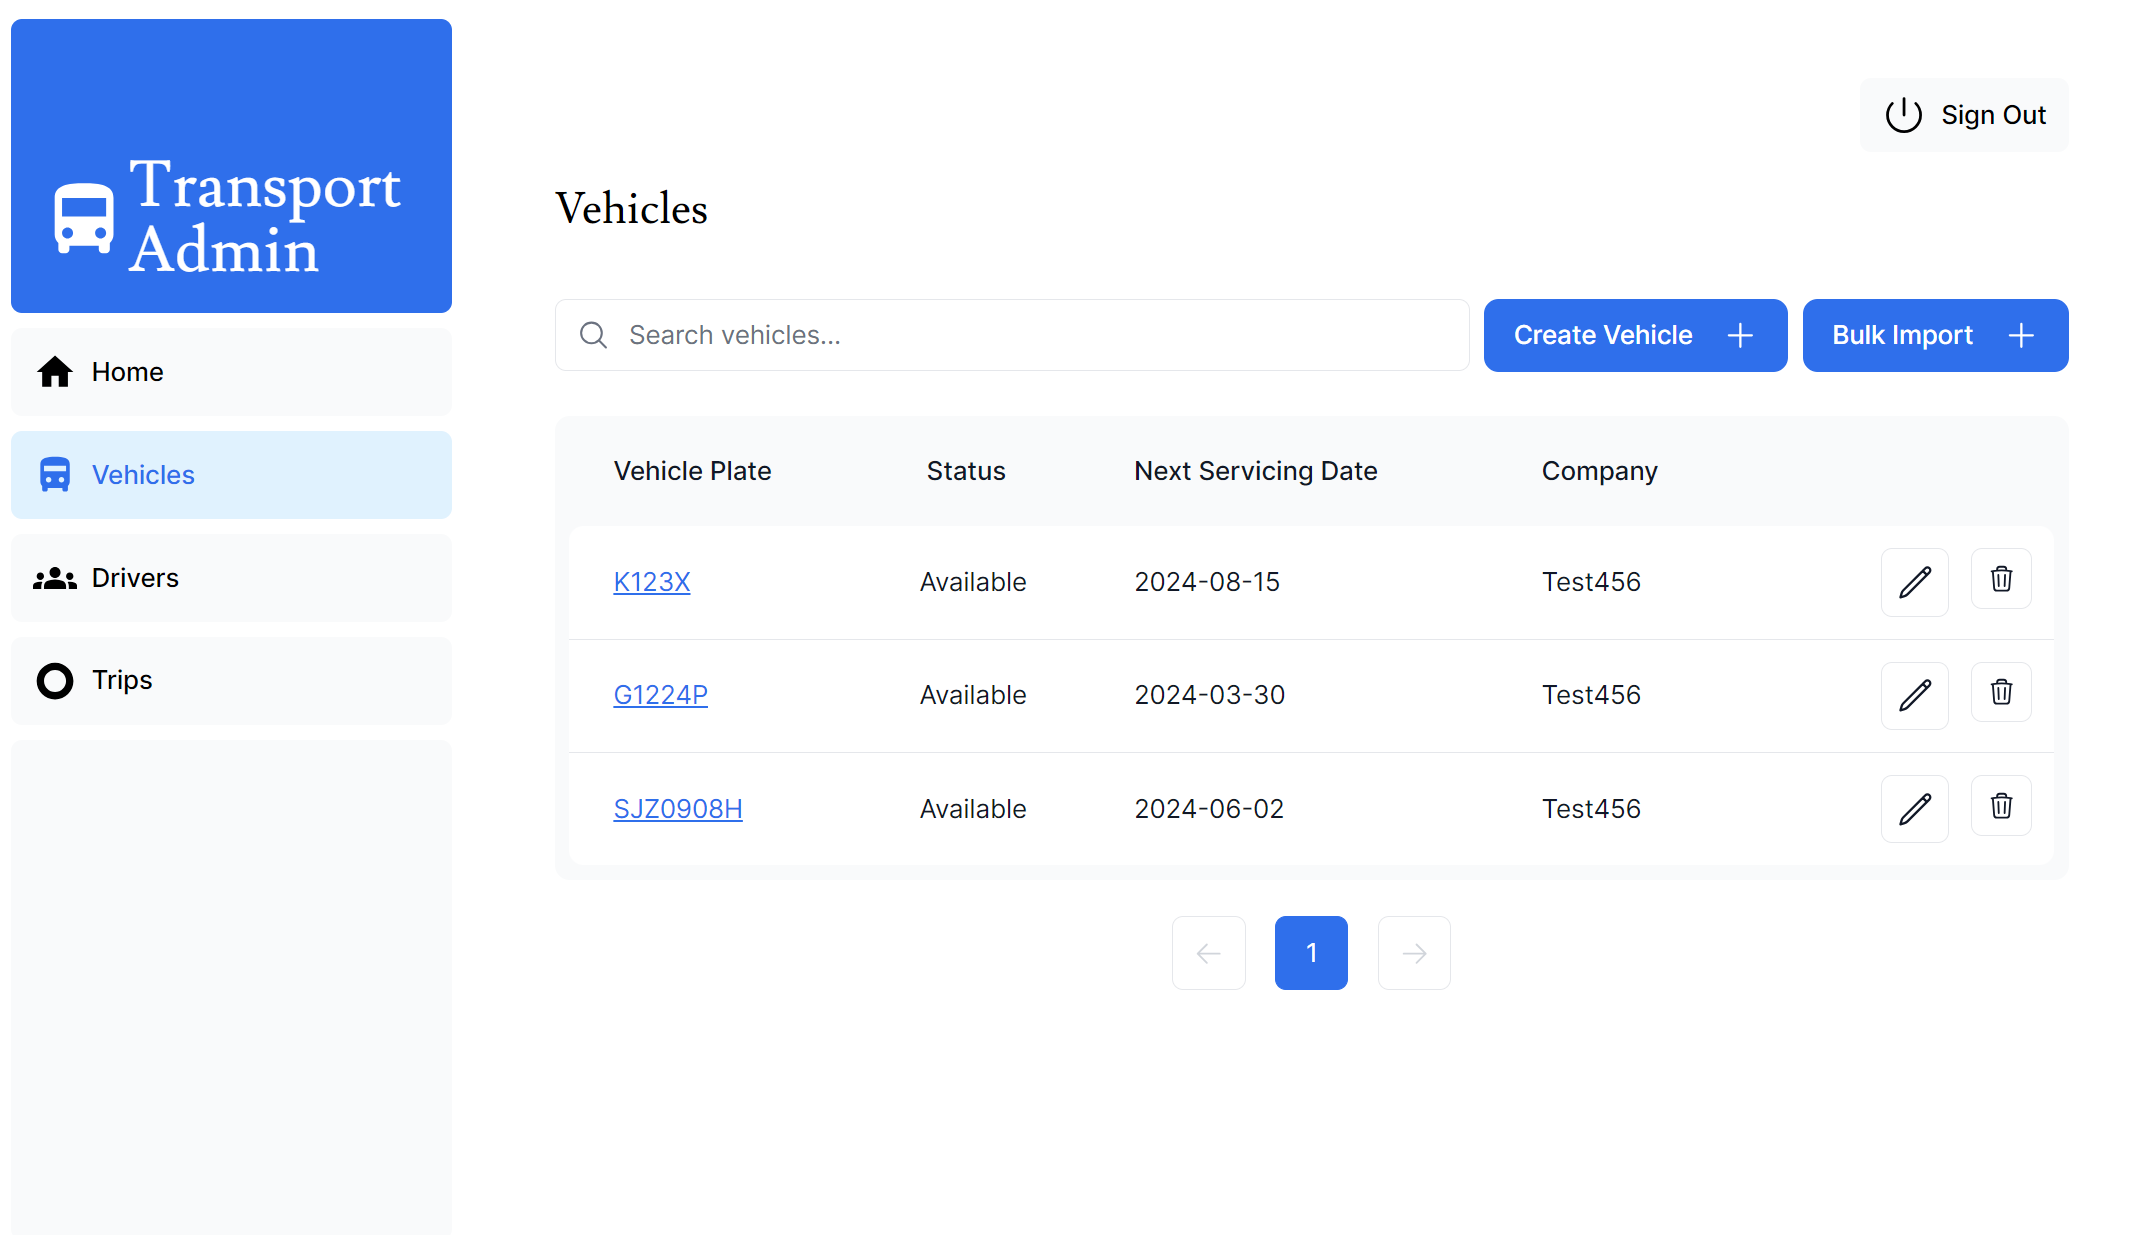 Transport
Admin
Home
Vehicles
Drivers
Trips
Sign Out
Vehicles
Search vehicles...
Create Vehicle
Bulk Import
Vehicle Plate Status Next Servicing Date Company
K123X Available 2024-08-15 Test456
G1224P Available 2024-03-30 Test456
SJZ0908H Available 2024-06-02 Test456
1